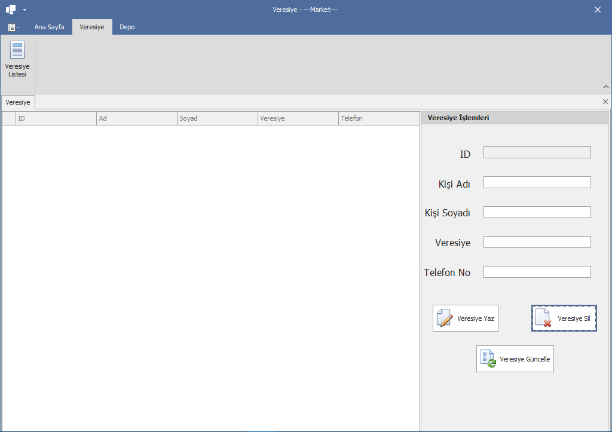 Veresiye - ---Market---
Ana Sayfa Veresiye Depo
Veresiye
Listesi
Veresiye
ID Ad Soyad Veresiye Telefon
Veresiye İşlemleri
ID
Kişi Adı
Kişi Soyadı
Veresiye
Telefon No
Veresiye Yaz Veresiye Sil
Veresiye Güncelle